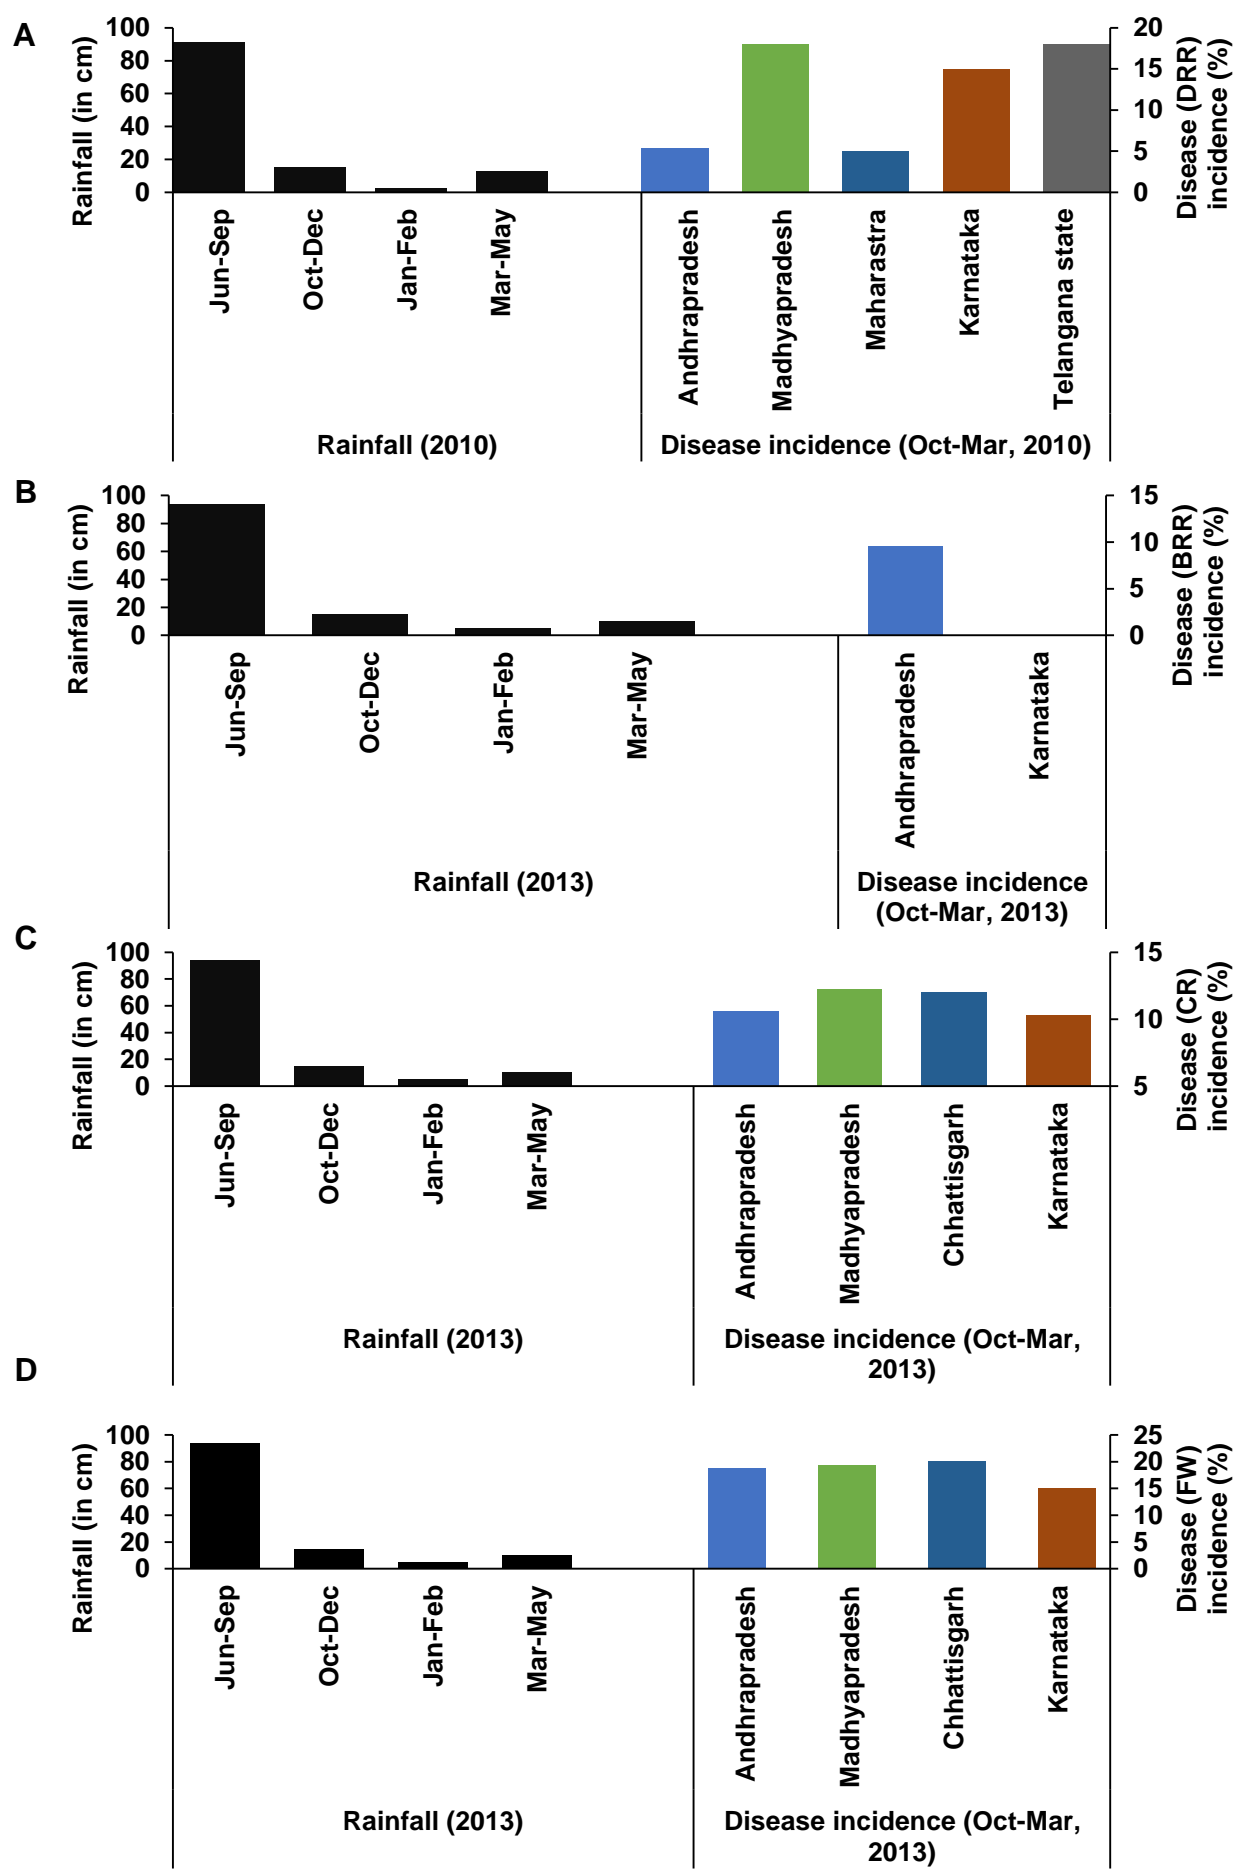 A
Rainfall (in cm)
100
80
60
40
20
0
20
15
10
5
0
Disease (DRR)
incidence (%)
Jun-Sep
Oct-Dec
Jan-Feb
Mar-May
Andhrapradesh
Madhyapradesh
Maharastra
Karnataka
Telangana state
Rainfall (2010)
Disease incidence (Oct-Mar, 2010)
B
Rainfall (in cm)
100
80
60
40
20
0
15
10
5
0
Disease (BRR)
incidence (%)
Jun-Sep
Oct-Dec
Jan-Feb
Mar-May
Andhrapradesh
Karnataka
Rainfall (2013)
Disease incidence
(Oct-Mar, 2013)
C
Rainfall (in cm)
100
80
60
40
20
0
15
10
5
Disease (CR)
incidence (%)
Jun-Sep
Oct-Dec
Jan-Feb
Mar-May
Andhrapradesh
Madhyapradesh
Chhattisgarh
Karnataka
Rainfall (2013)
Disease incidence (Oct-Mar,
2013)
D
Rainfall (in cm)
100
80
60
40
20
0
25
20
15
10
5
0
Disease (FW)
incidence (%)
Jun-Sep
Oct-Dec
Jan-Feb
Mar-May
Andhrapradesh
Madhyapradesh
Chhattisgarh
Karnataka
Rainfall (2013)
Disease incidence (Oct-Mar,
2013)